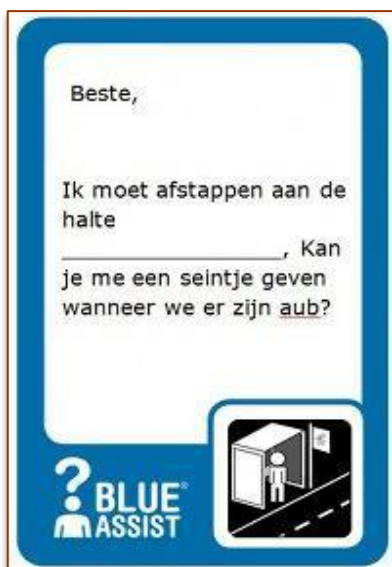 Beste,
Ik moet afstappen aan de
halte
____________________, Kan
je me een seintje geven
wanneer we er zijn aub?
?BLUE®
ASSIST